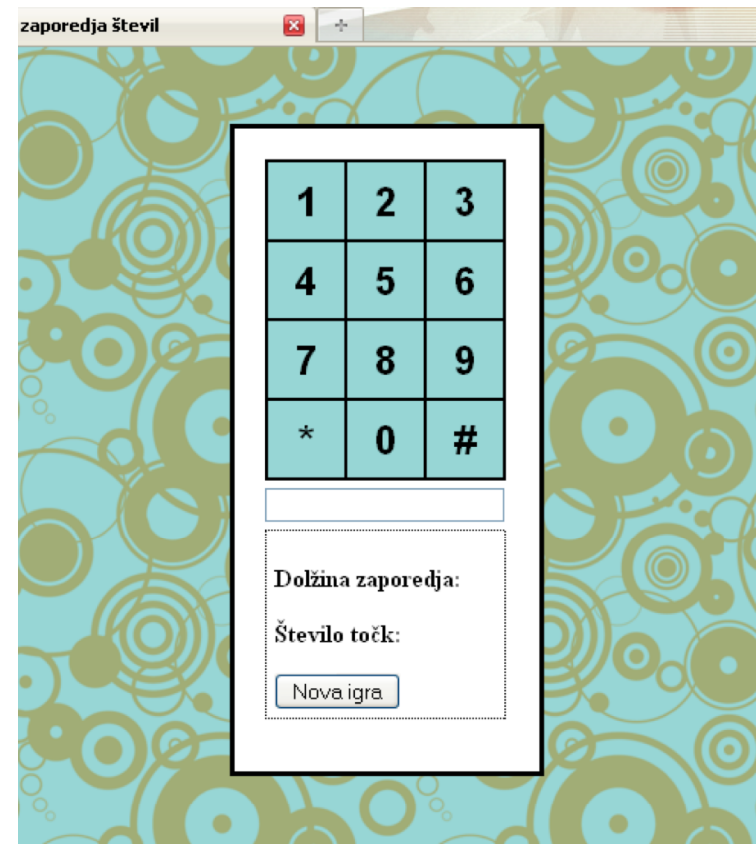 zaporedja števil
1 2 3
4 5 6
7 8 9
* 0 #
Dolžina zaporedja:
Število točk:
Nova igra